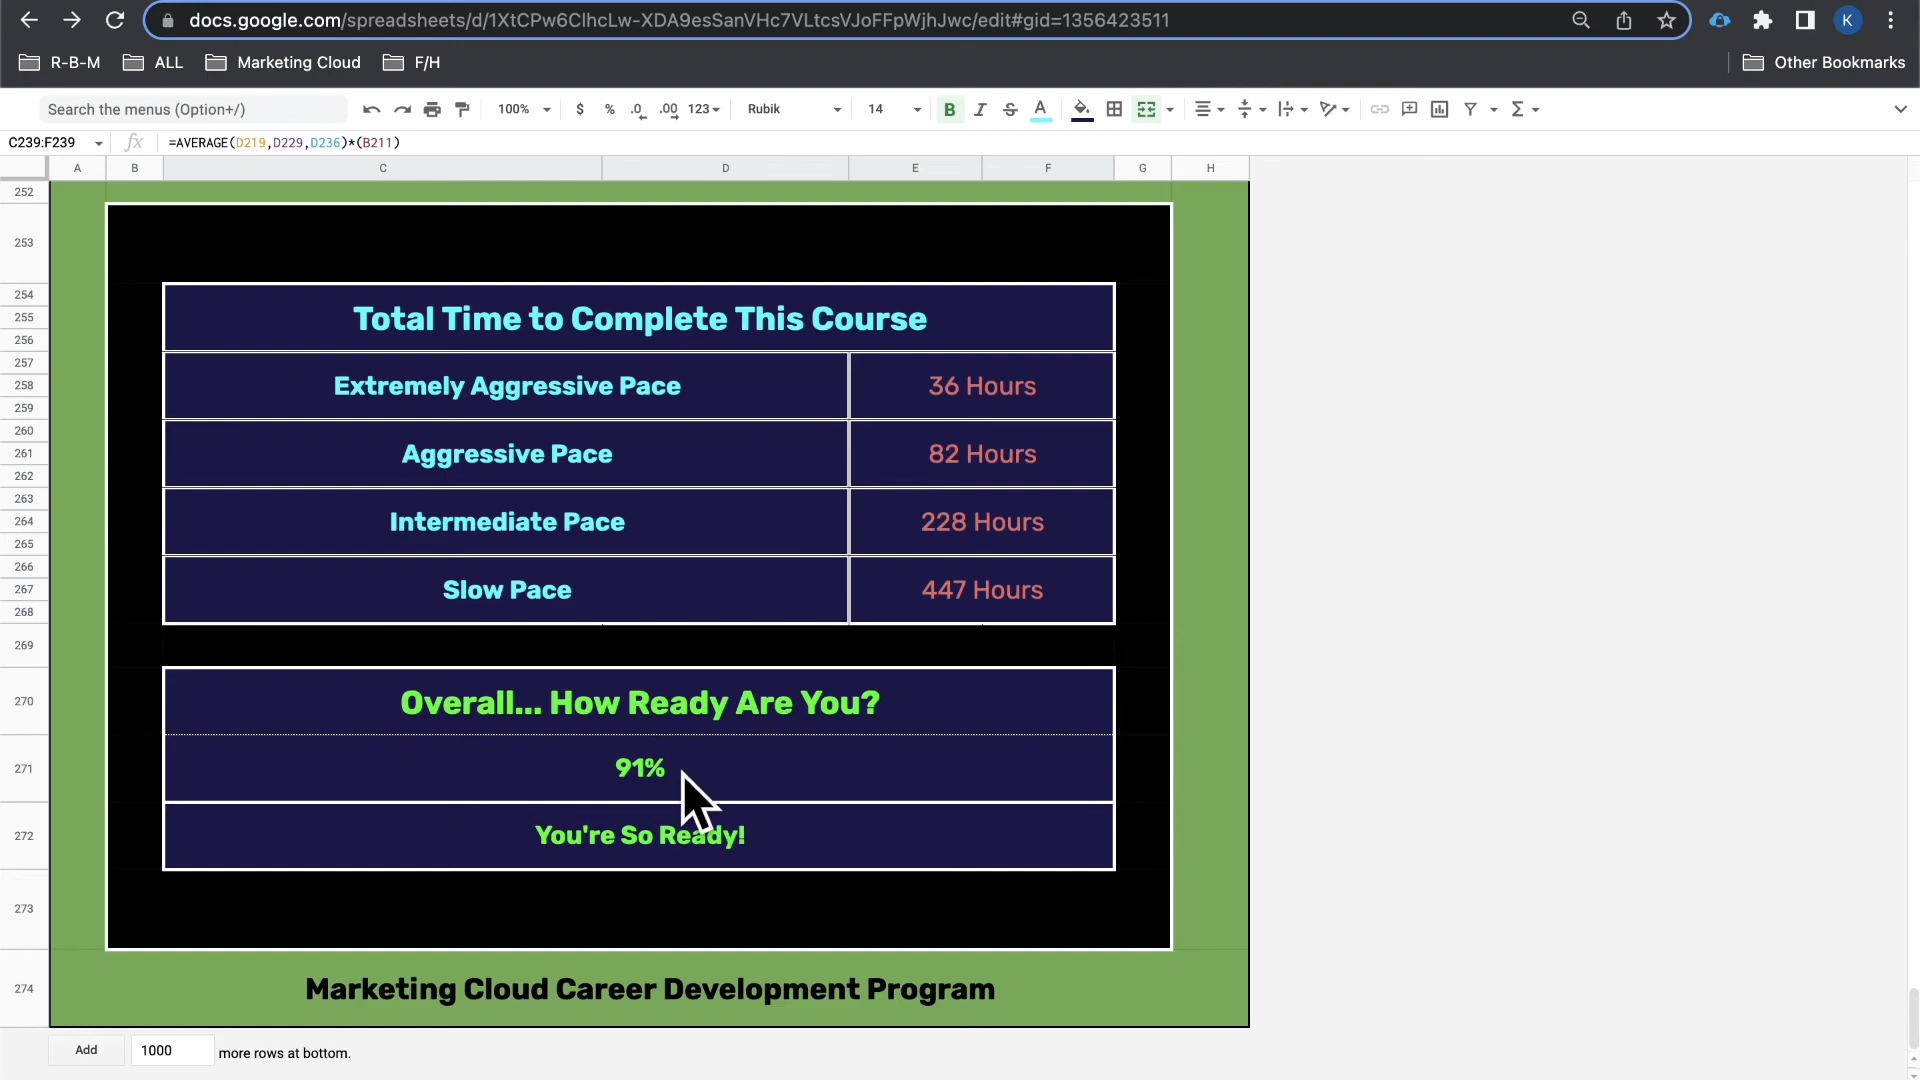 docs.google.com/spreadsheets/d/1XtCPw6ClhcLw-XDA9esSanVHc7VLtcsVJoFFpWjhJwc/edit#gid=1356423511
K
R-B-M ALL Marketing Cloud F/H Other Bookmarks
Search the menus (Option+/) 100% $ % .0 .00 123 Rubik 14 B I S A Σ
C239:F239 fx =AVERAGE(D219,D229,D236)*(B211)
A B C D E F G H
252
253
254
255 Total Time to Complete This Course
256
257
258 Extremely Aggressive Pace 36 Hours
259
260
261 Aggressive Pace 82 Hours
262
263
264 Intermediate Pace 228 Hours
265
266
267 Slow Pace 447 Hours
268
269
270 Overall... How Ready Are You?
271 91%
272 You're So Ready!
273
274 Marketing Cloud Career Development Program
Add 1000 more rows at bottom.